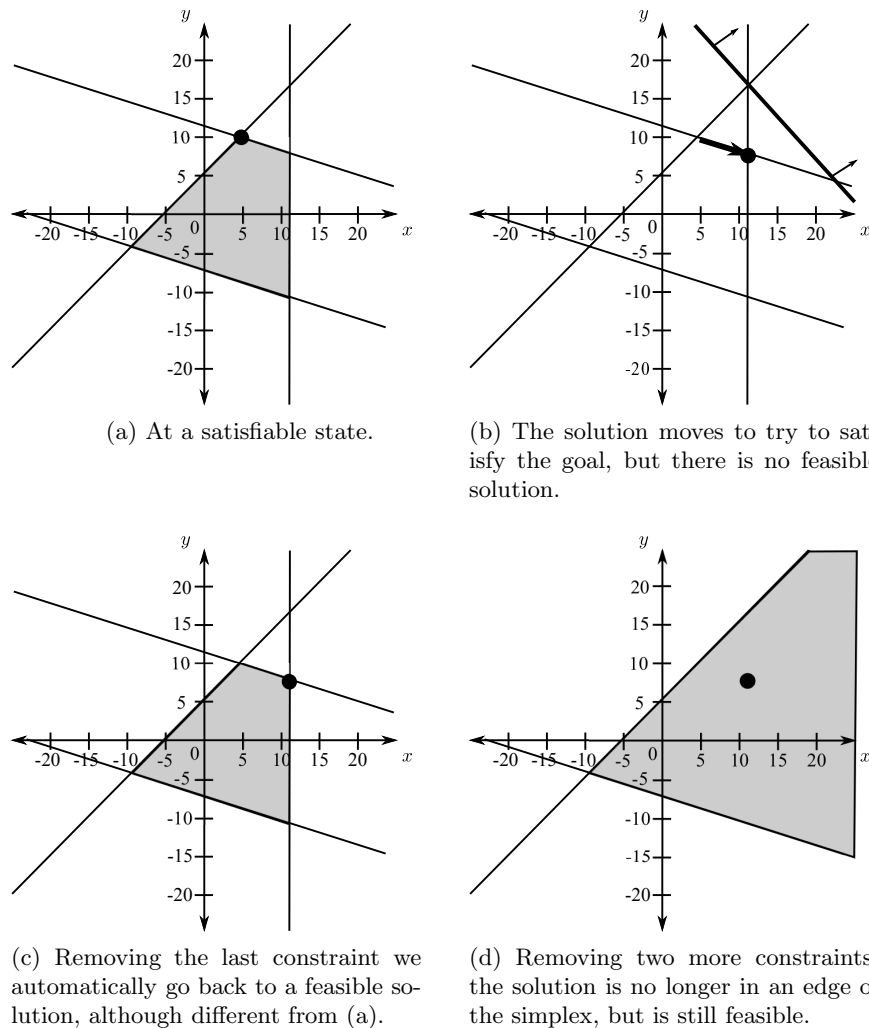 y
20
15
10
5
-20 -15 -10 -5 0 5 10 15 20 x
-5
-10
-15
-20
(a) At a satisfiable state.
y
20
15
10
5
-20 -15 -10 -5 0 5 10 15 20 x
-5
-10
-15
-20
(b) The solution moves to try to sat-
isfy the goal, but there is no feasible
solution.
y
20
15
10
5
-20 -15 -10 -5 0 5 10 15 20 x
-5
-10
-15
-20
(c) Removing the last constraint we
automatically go back to a feasible so-
lution, although different from (a).
y
20
15
10
5
-20 -15 -10 -5 0 5 10 15 20 x
-5
-10
-15
-20
(d) Removing two more constraints,
the solution is no longer in an edge of
the simplex, but is still feasible.